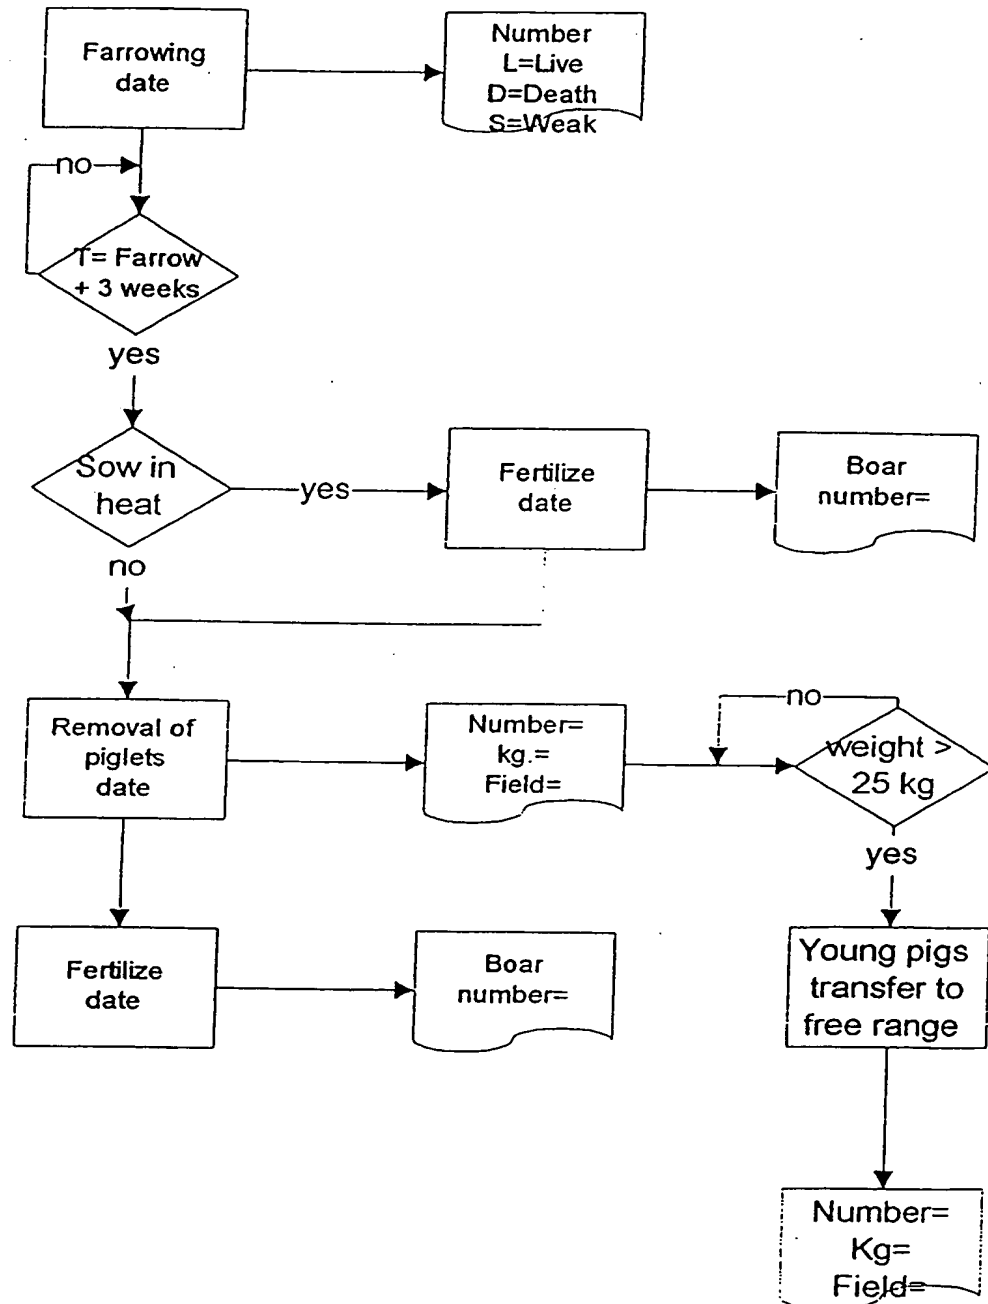 Farrowing
date
Number
L=Live
D=Death
S=Weak
no
T= Farrow
+ 3 weeks
yes
Sow in
heat
yes
Fertilize
date
Boar
number=
no
Removal of
piglets
date
Number=
kg.=
Field=
no
weight >
25 kg
yes
Fertilize
date
Boar
number=
Young pigs
transfer to
free range
Number=
Kg=
Field=